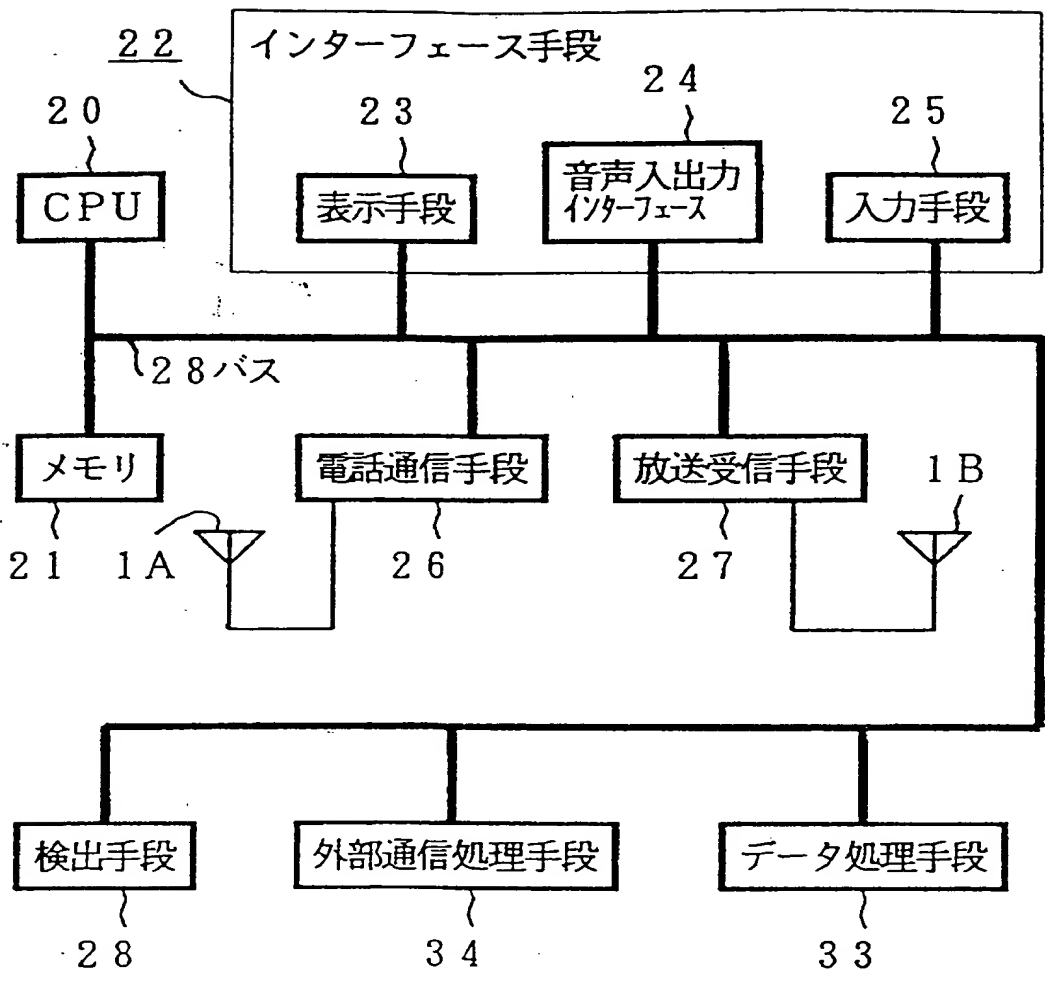 ２２
インターフェース手段
２０
２３
２４
２５
ＣＰＵ
表示手段
音声入出力
インターフェース
入力手段
２８バス
メモリ
電話通信手段
放送受信手段
１Ｂ
２１
１Ａ
２６
２７
検出手段
外部通信処理手段
データ処理手段
２８
３４
３３